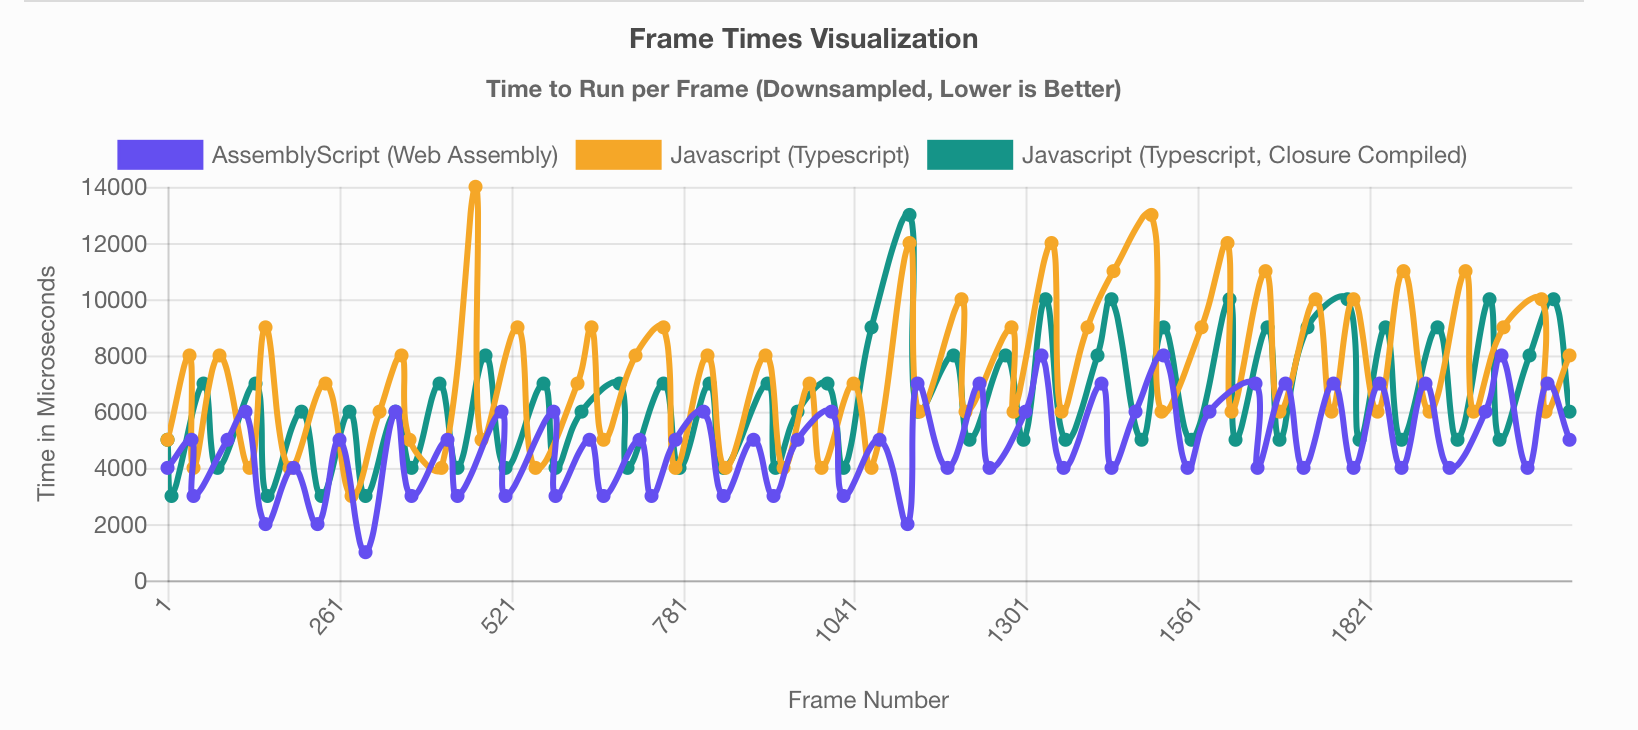 Frame Times Visualization
Time to Run per Frame (Downsampled, Lower is Better)
AssemblyScript (Web Assembly) Javascript (Typescript) Javascript (Typescript, Closure Compiled)
Time in Microseconds
14000
12000
10000
8000
6000
4000
2000
0
1 261 521 781 1041 1301 1561 1821
Frame Number